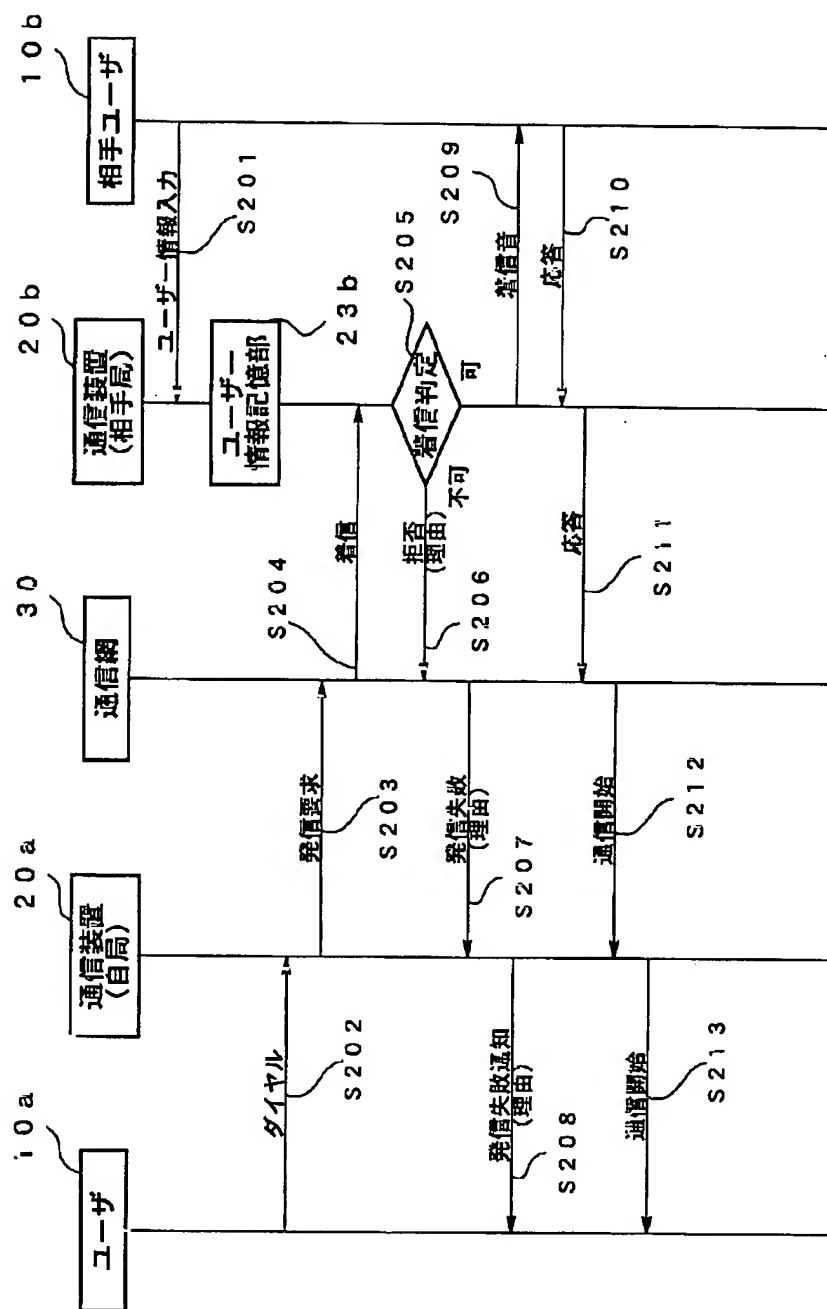 10a
ユーザ
20a
通信装置
(自局)
30
通信網
20b
通信装置
(相手局)
10b
相手ユーザ
ユーザー情報入力
S201
ユーザー
情報記憶部
23b
ダイヤル
S202
発信要求
S203
着信
S204
着信判定
S205
不可
可
拒否
(理由)
S206
発信失敗
(理由)
S207
発信失敗通知
(理由)
S208
着信音
S209
応答
S210
応答
S211
通信開始
S212
通信開始
S213